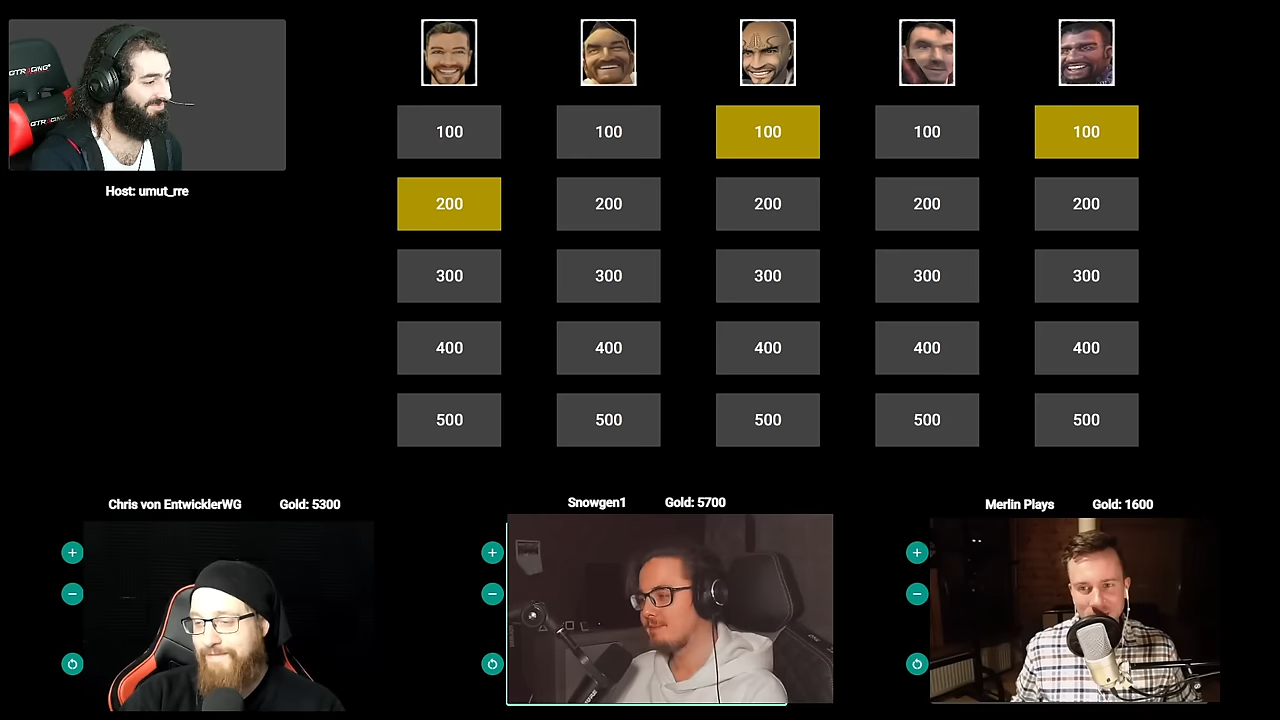 GTRACING
GTRACING
Host: umut_rre
100 100 100 100 100
200 200 200 200 200
300 300 300 300 300
400 400 400 400 400
500 500 500 500 500
Chris von EntwicklerWG Gold: 5300
Snowgen1 Gold: 5700
Merlin Plays Gold: 1600